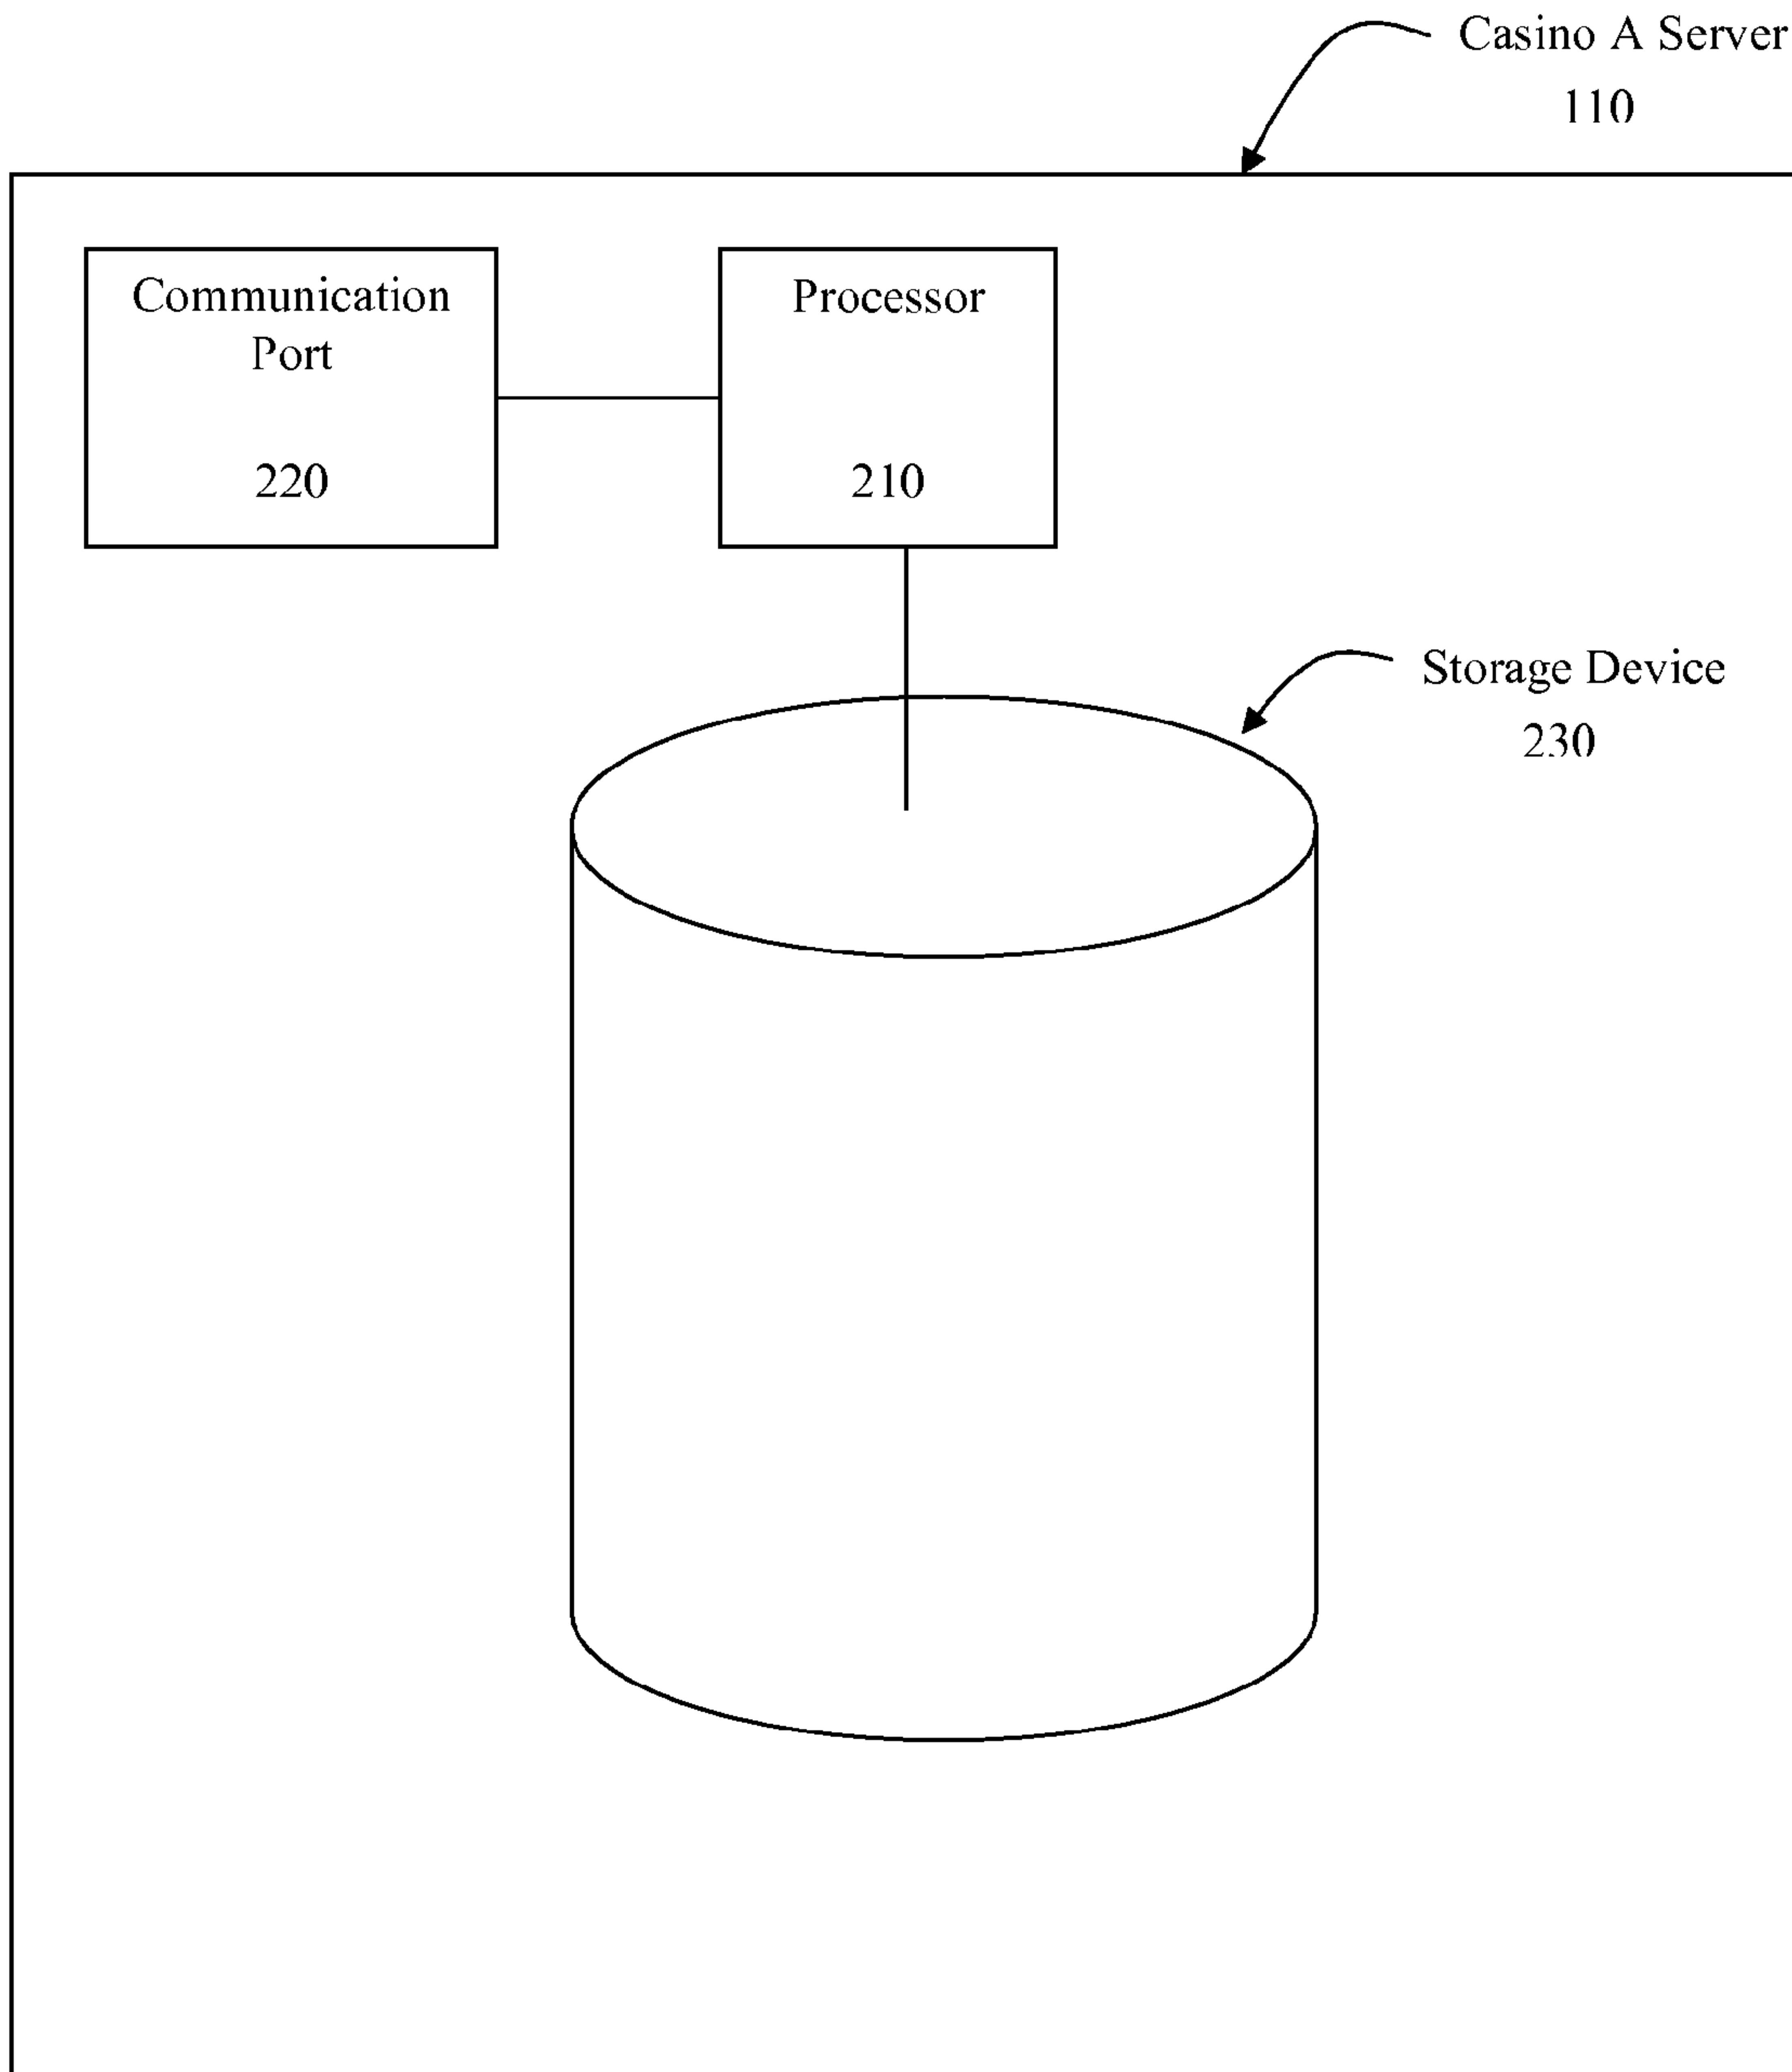 Casino A Server
110
Communication
Port
220
Processor
210
Storage Device
230